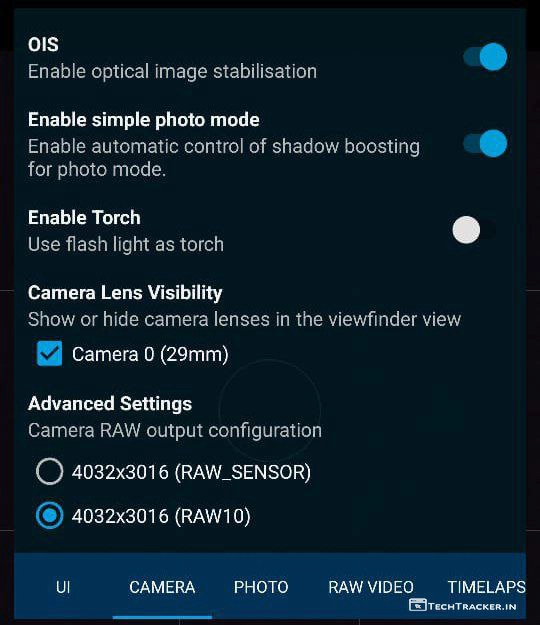 OIS
Enable optical image stabilisation
Enable simple photo mode
Enable automatic control of shadow boosting
for photo mode.
Enable Torch
Use flash light as torch
Camera Lens Visibility
Show or hide camera lenses in the viewfinder view
Camera 0 (29mm)
Advanced Settings
Camera RAW output configuration
4032x3016 (RAW_SENSOR)
4032x3016 (RAW10)
UI CAMERA PHOTO RAW VIDEO TIMELAPS
TECHTRACKER.IN